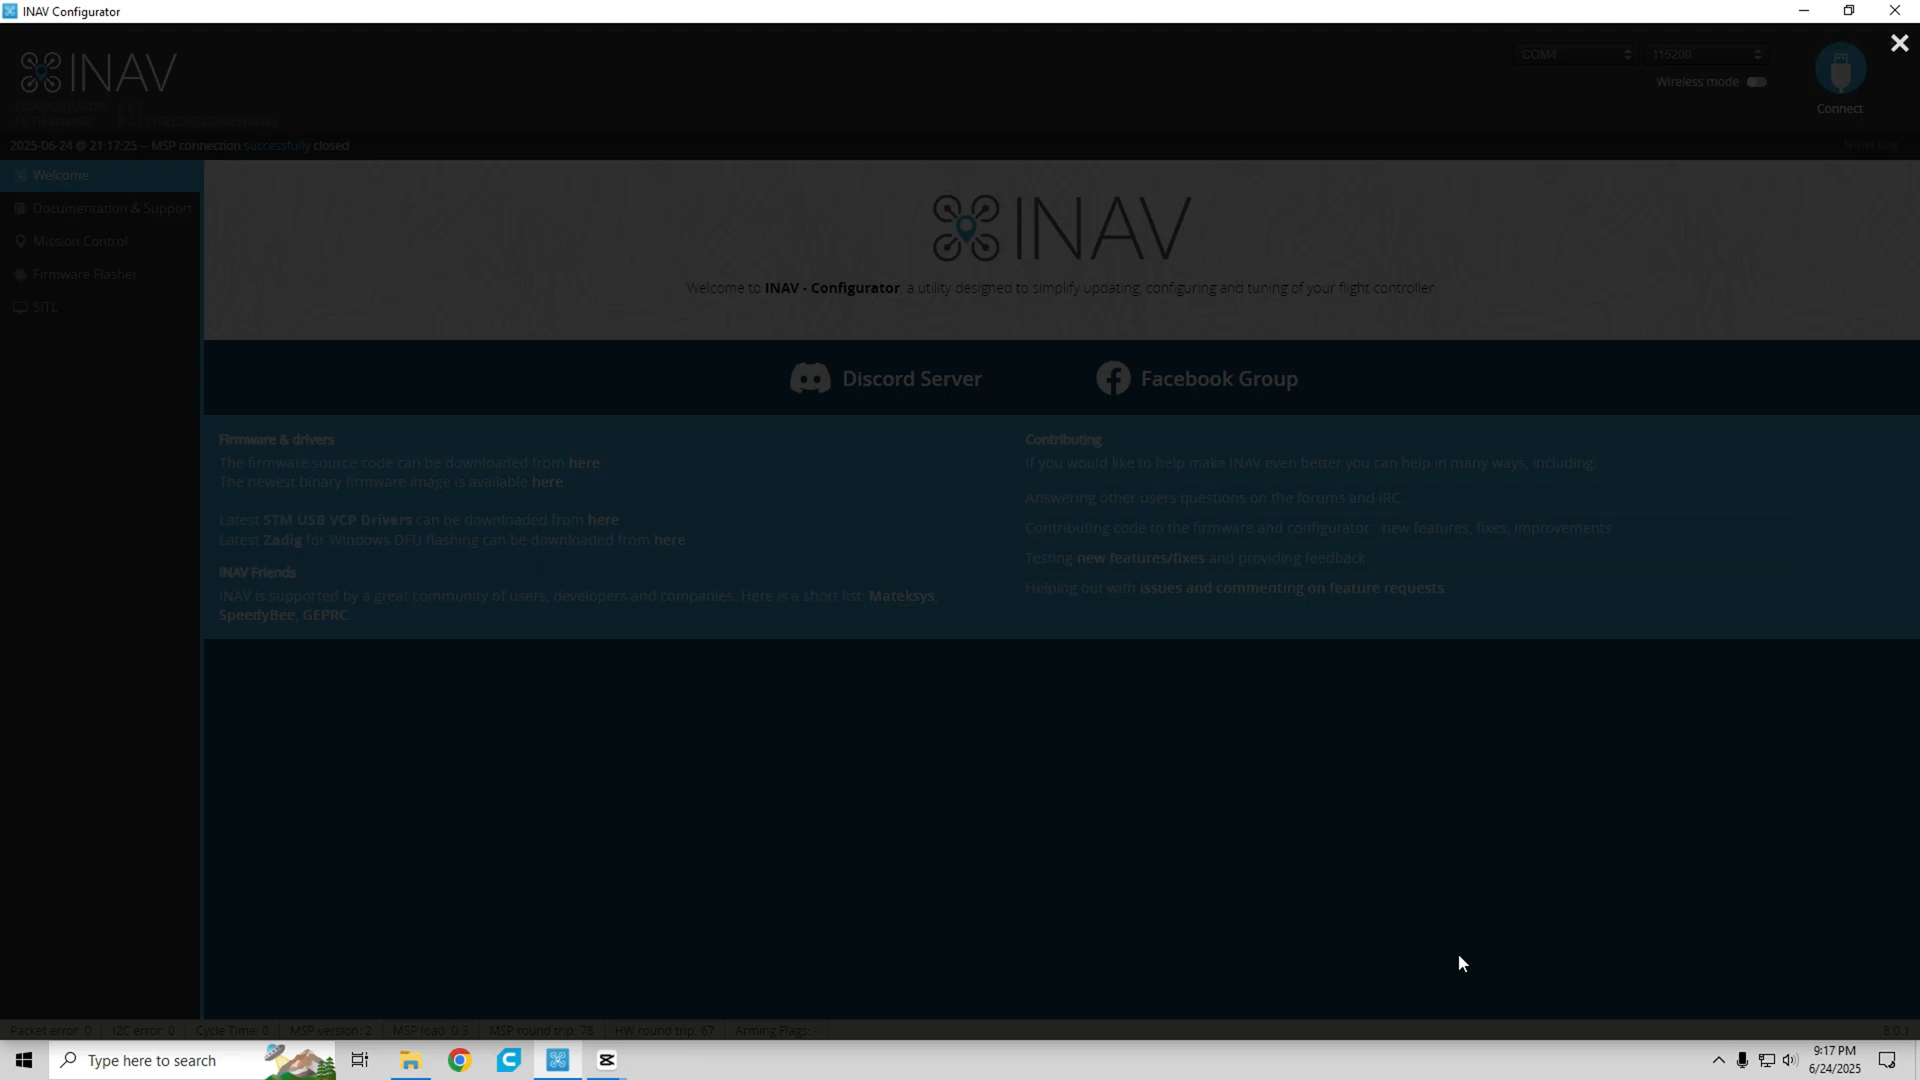 INAV Configurator
INAV
COM4
115200
Wireless mode
Connect
2025-06-24 @ 21:17:25 -- MSP connection successfully closed
Show Log
Welcome
Documentation & Support
Mission Control
Firmware Flasher
SITL
INAV
Welcome to INAV - Configurator, a utility designed to simplify updating, configuring and tuning of your flight controller.
Discord Server
Facebook Group
Firmware & drivers
The firmware source code can be downloaded from here
The newest binary firmware image is available here.
Latest STM USB VCP Drivers can be downloaded from here
Latest Zadig for Windows DFU flashing can be downloaded from here
INAV Friends
INAV is supported by a great community of users, developers and companies. Here is a short list: Mateksys,
SpeedyBee, GEPRC.
Contributing
If you would like to help make INAV even better you can help in many ways, including:
Answering other users questions on the forums and IRC.
Contributing code to the firmware and configurator - new features, fixes, improvements
Testing new features/fixes and providing feedback.
Helping out with issues and commenting on feature requests.
Packet error: 0
I2C error: 0
Cycle Time: 0
MSP version: 2
MSP load: 0.3
MSP round trip: 78
HW round trip: 67
Arming Flags: -
8.0.1
Type here to search
9:17 PM
6/24/2025